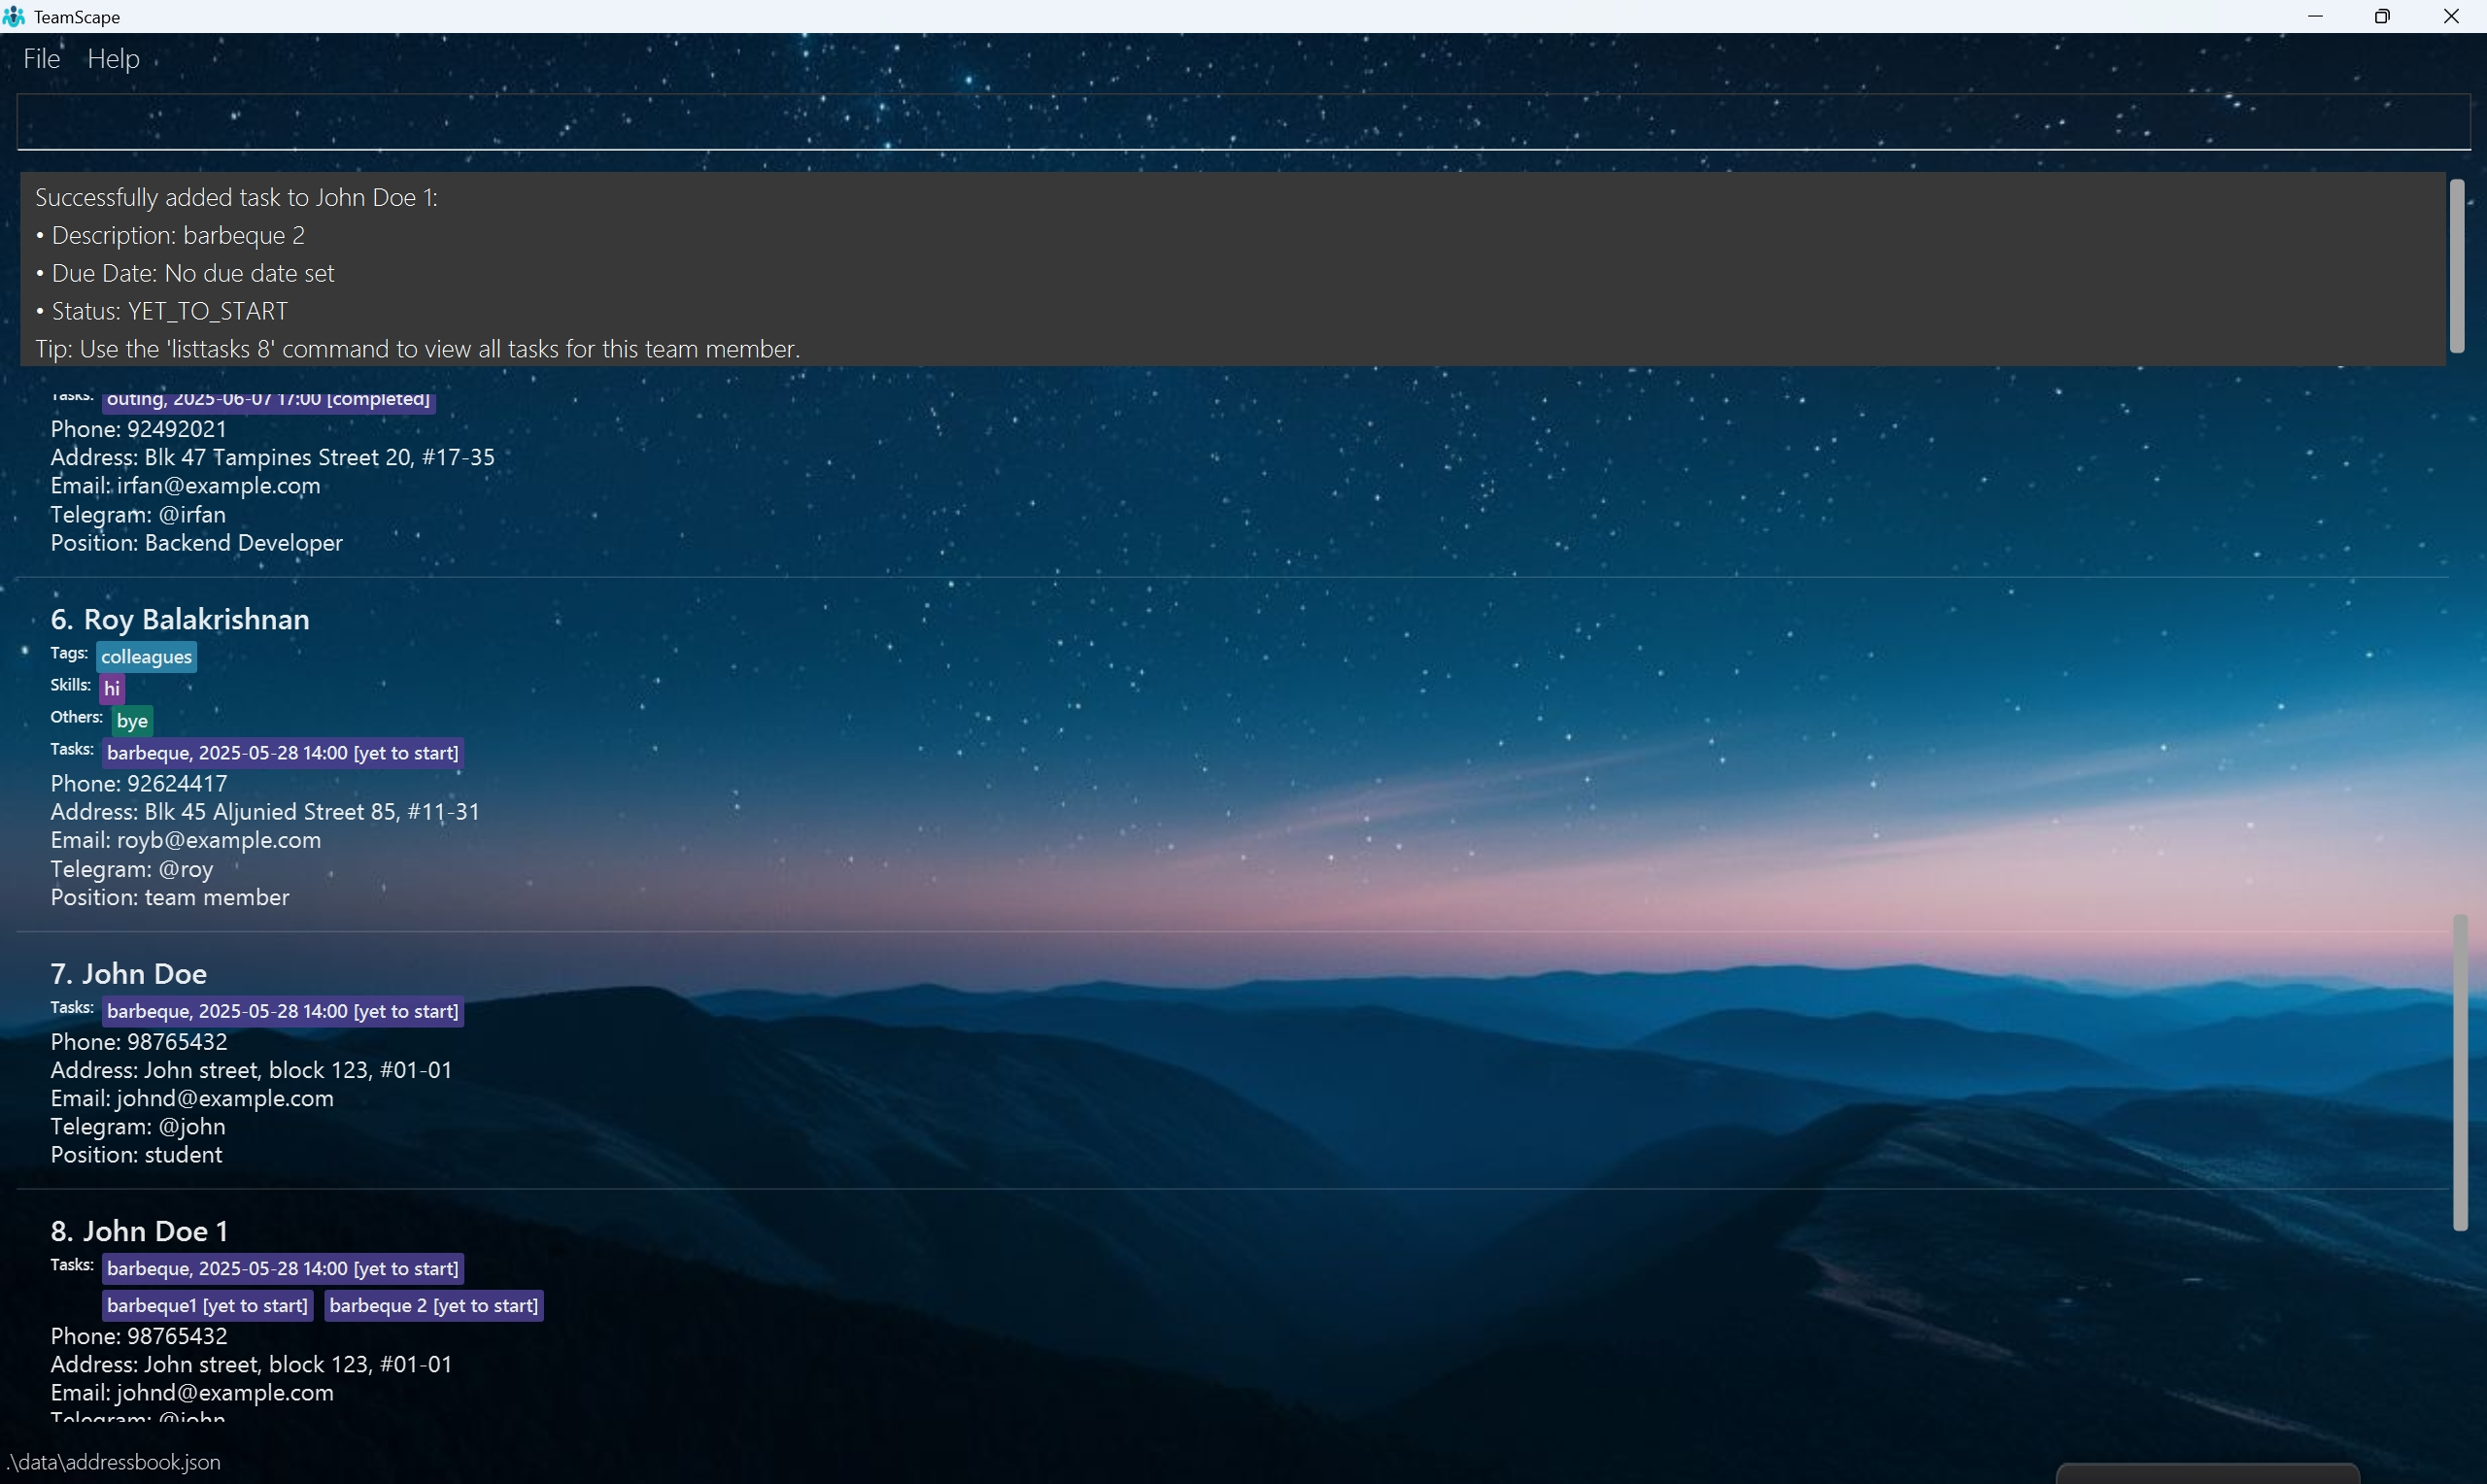 TeamScape
File Help
Successfully added task to John Doe 1:
• Description: barbeque 2
• Due Date: No due date set
• Status: YET_TO_START
Tip: Use the 'listtasks 8' command to view all tasks for this team member.
Tasks: outing, 2025-06-07 17:00 [completed]
Phone: 92492021
Address: Blk 47 Tampines Street 20, #17-35
Email: irfan@example.com
Telegram: @irfan
Position: Backend Developer
6. Roy Balakrishnan
Tags: colleagues
Skills: hi
Others: bye
Tasks: barbeque, 2025-05-28 14:00 [yet to start]
Phone: 92624417
Address: Blk 45 Aljunied Street 85, #11-31
Email: royb@example.com
Telegram: @roy
Position: team member
7. John Doe
Tasks: barbeque, 2025-05-28 14:00 [yet to start]
Phone: 98765432
Address: John street, block 123, #01-01
Email: johnd@example.com
Telegram: @john
Position: student
8. John Doe 1
Tasks: barbeque, 2025-05-28 14:00 [yet to start]
barbeque1 [yet to start] barbeque 2 [yet to start]
Phone: 98765432
Address: John street, block 123, #01-01
Email: johnd@example.com
Telegram: @john
.\data\addressbook.json